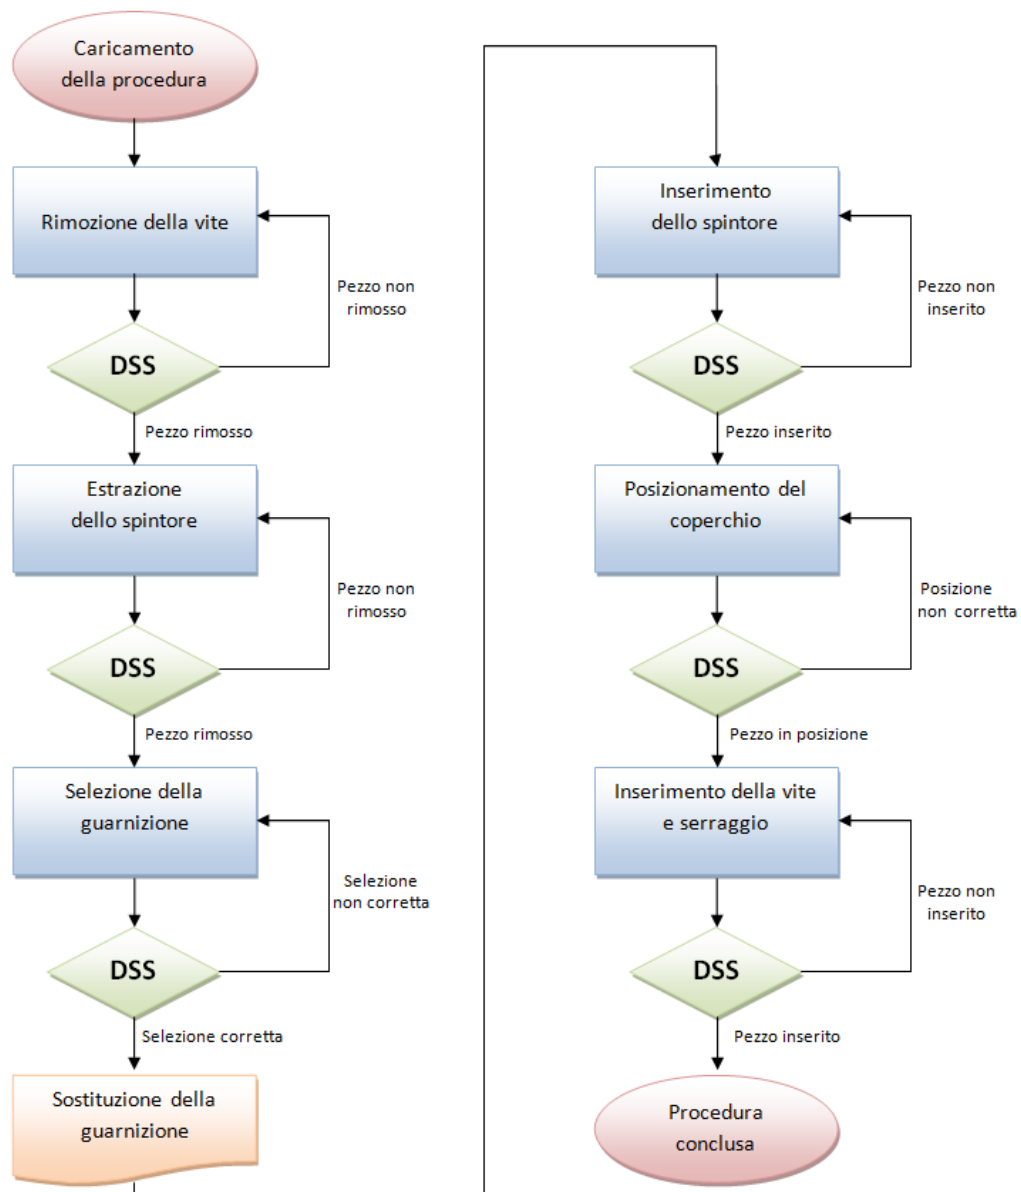 Caricamento
della procedura
Rimozione della vite
Pezzo non
rimosso
DSS
Pezzo rimosso
Estrazione
dello spintore
Pezzo non
rimosso
DSS
Pezzo rimosso
Selezione della
guarnizione
Selezione
non corretta
DSS
Selezione corretta
Sostituzione della
guarnizione
Inserimento
dello spintore
Pezzo non
inserito
DSS
Pezzo inserito
Posizionamento del
coperchio
Posizione
non corretta
DSS
Pezzo in posizione
Inserimento della vite
e serraggio
Pezzo non
inserito
DSS
Pezzo inserito
Procedura
conclusa